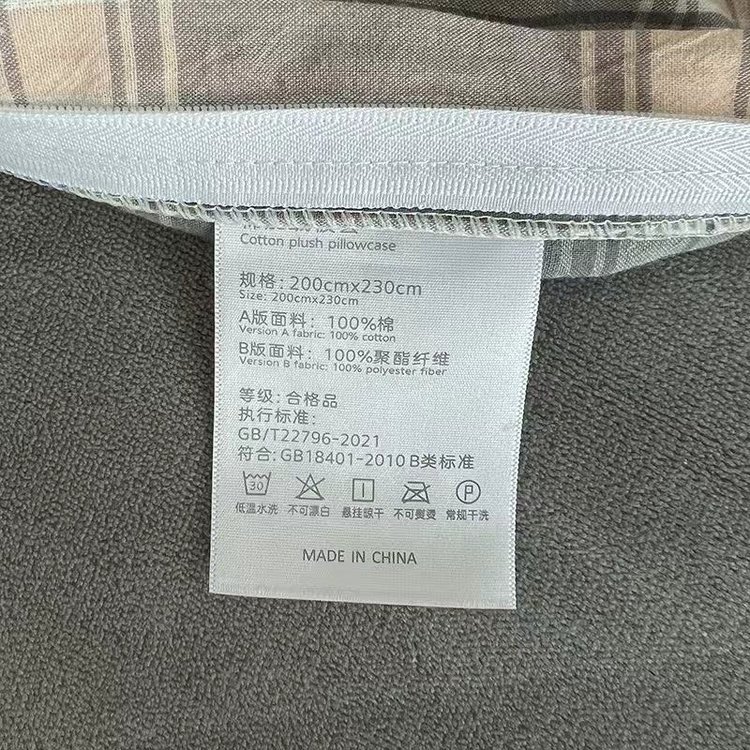 Cotton plush pillowcase
规格: 200cmx230cm
Size: 200cmx230cm
A版面料: 100%棉
Version A fabric: 100% cotton
B版面料: 100%聚酯纤维
Version B fabric: 100% polyester fiber
等级: 合格品
执行标准:
GB/T22796-2021
符合: GB18401-2010 B类标准
30 P
低温水洗 不可漂白 悬挂晾干 不可熨烫 常规干洗
MADE IN CHINA